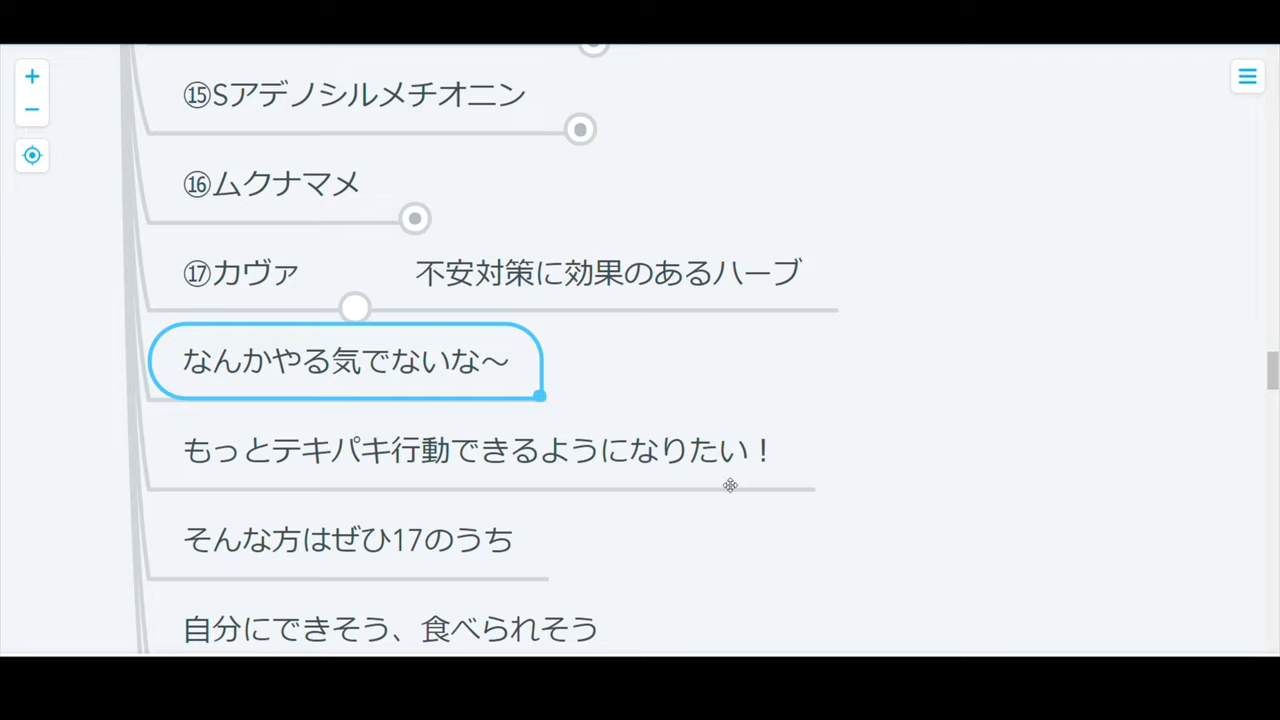 ⑮Sアデノシルメチオニン
⑯ムクナマメ
⑰カヴァ 不安対策に効果のあるハーブ
なんかやる気でないな〜
もっとテキパキ行動できるようになりたい！
そんな方はぜひ17のうち
自分にできそう、食べられそう